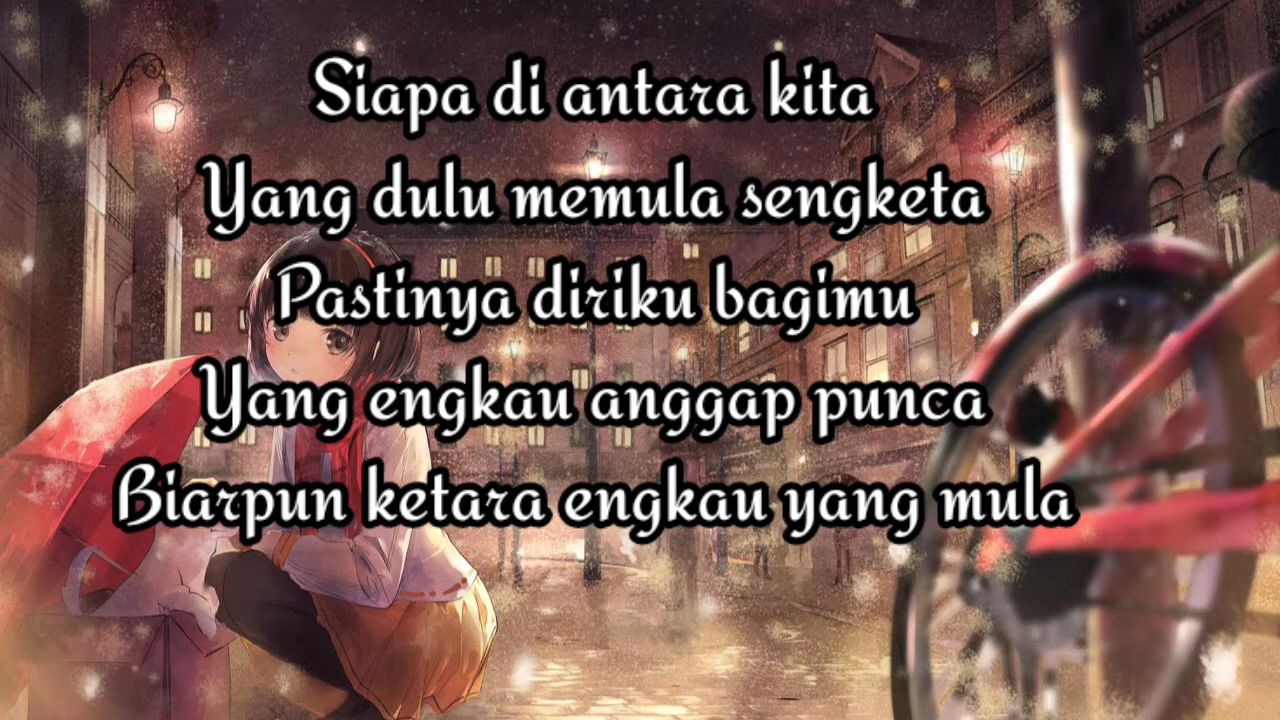 Siapa di antara kita
Yang dulu memula sengketa
Pastinya diriku bagimu
Yang engkau anggap punca
Biarpun ketara engkau yang mula